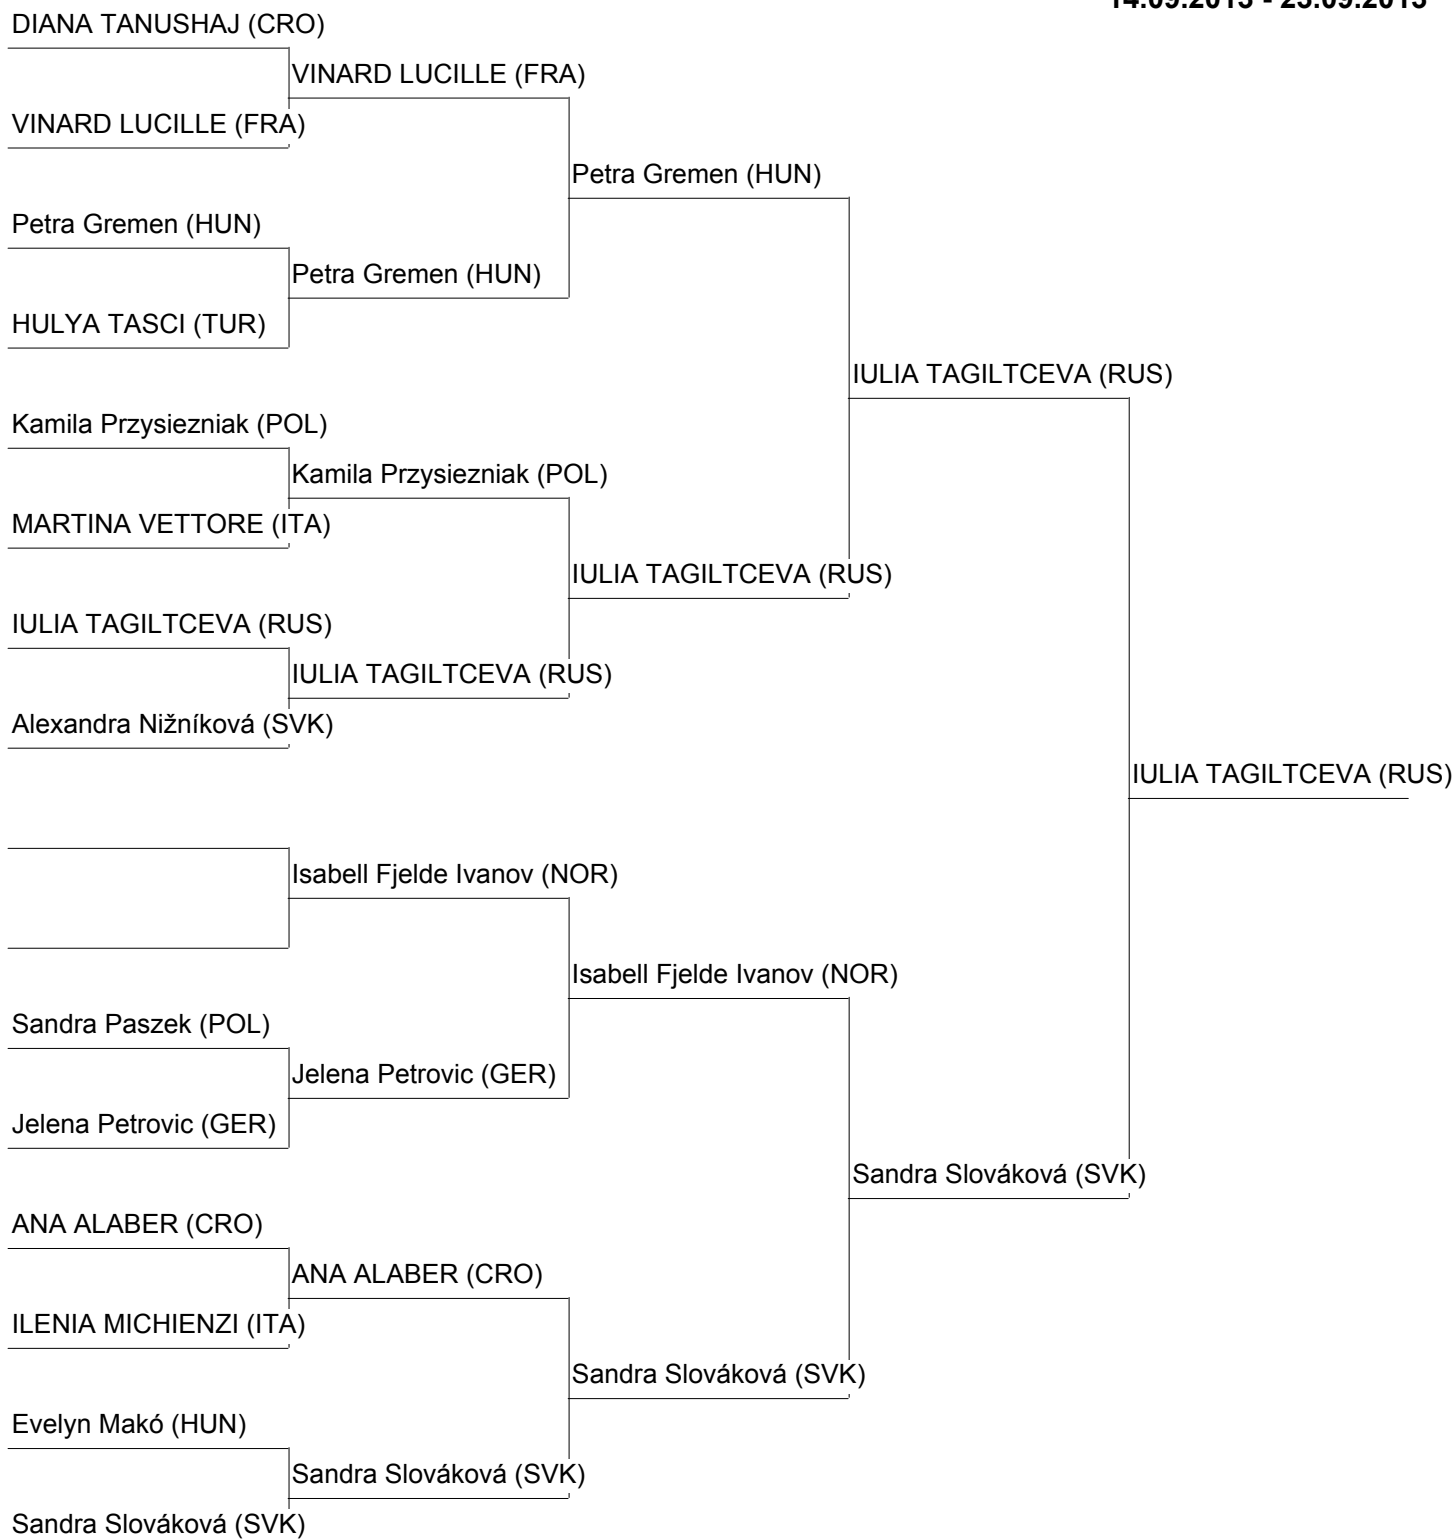 14.09.2013 - 23.09.2013
DIANA TANUSHAJ (CRO)
VINARD LUCILLE (FRA)
VINARD LUCILLE (FRA)
Petra Gremen (HUN)
Petra Gremen (HUN)
Petra Gremen (HUN)
HULYA TASCI (TUR)
IULIA TAGILTCEVA (RUS)
Kamila Przysiezniak (POL)
Kamila Przysiezniak (POL)
MARTINA VETTORE (ITA)
IULIA TAGILTCEVA (RUS)
IULIA TAGILTCEVA (RUS)
IULIA TAGILTCEVA (RUS)
Alexandra Nižníková (SVK)
IULIA TAGILTCEVA (RUS)
Isabell Fjelde Ivanov (NOR)
Isabell Fjelde Ivanov (NOR)
Sandra Paszek (POL)
Jelena Petrovic (GER)
Jelena Petrovic (GER)
Sandra Slováková (SVK)
ANA ALABER (CRO)
ANA ALABER (CRO)
ILENIA MICHIENZI (ITA)
Sandra Slováková (SVK)
Evelyn Makó (HUN)
Sandra Slováková (SVK)
Sandra Slováková (SVK)